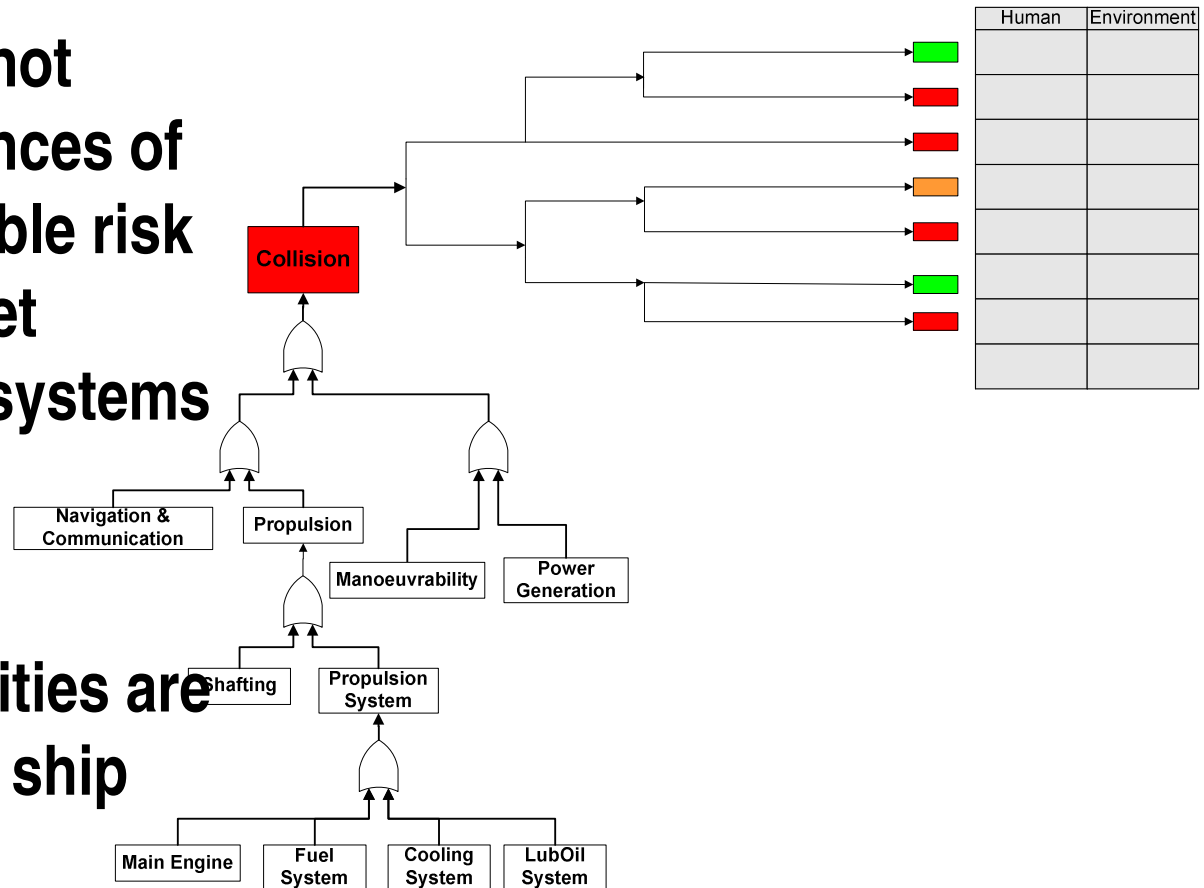 not
nces of
ble risk
et
systems
ities are
ship
Human Environment
Collision
Navigation &
Communication
Propulsion
Manoeuvrability
Power
Generation
Shafting
Propulsion
System
Main Engine
Fuel
System
Cooling
System
LubOil
System